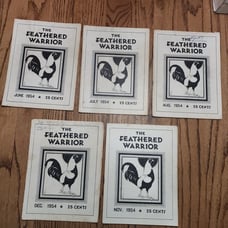 THE
FEATHERED
WARRIOR
JUNE 1954 ★ 25 CENTS
THE
FEATHERED
WARRIOR
JULY 1954 ★ 25 CENTS
THE
FEATHERED
WARRIOR
AUG. 1954 ★ 25 CENTS
THE
FEATHERED
WARRIOR
DEC. 1954 ★ 25 CENTS
THE
FEATHERED
WARRIOR
NOV. 1954 ★ 25 CENTS